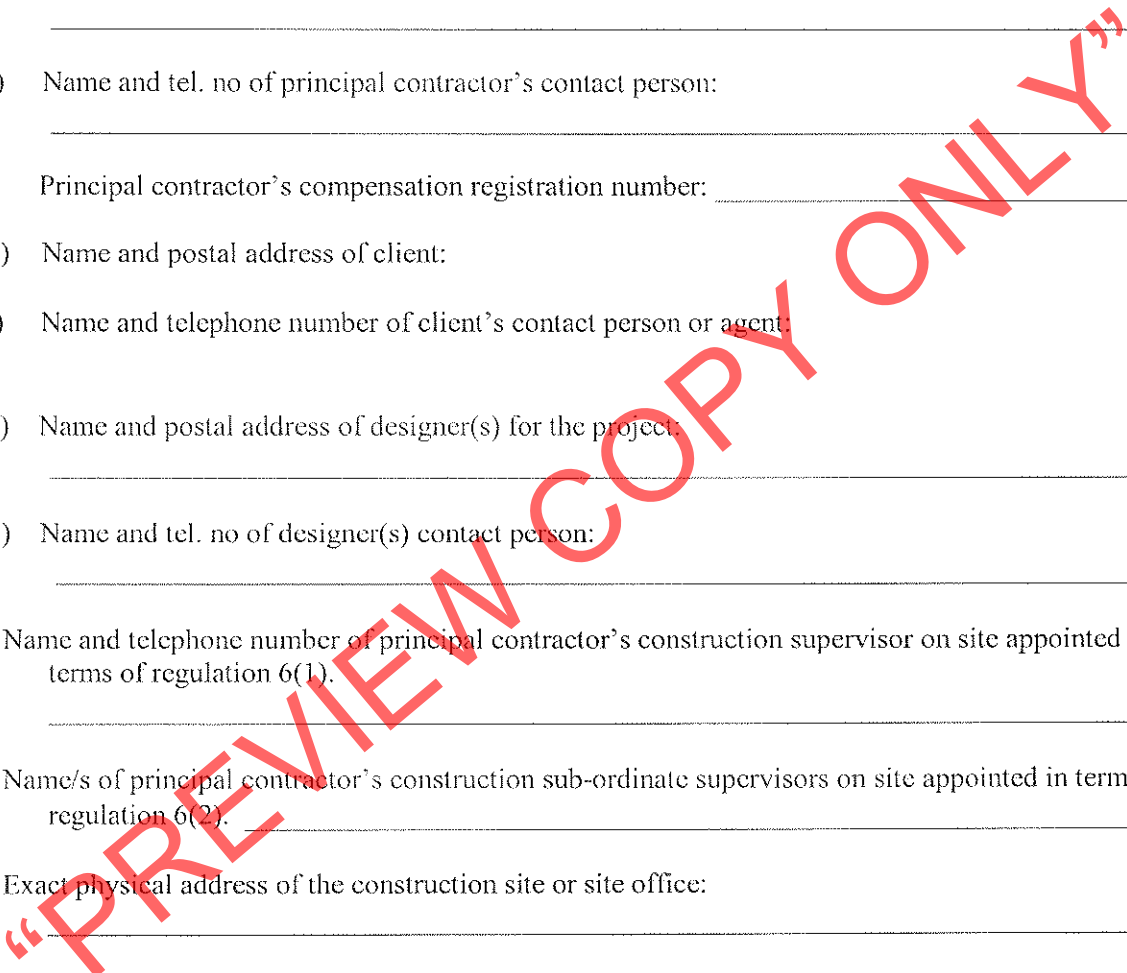 ) Name and tel. no of principal contractor's contact person:
Principal contractor's compensation registration number:
) Name and postal address of client:
) Name and telephone number of client's contact person or agent:
) Name and postal address of designer(s) for the project:
) Name and tel. no of designer(s) contact person:
Name and telephone number of principal contractor's construction supervisor on site appointed
terms of regulation 6(1).
Name/s of principal contractor's construction sub-ordinate supervisors on site appointed in term
regulation 6(2).
Exact physical address of the construction site or site office:
“PREVIEW COPY ONLY”